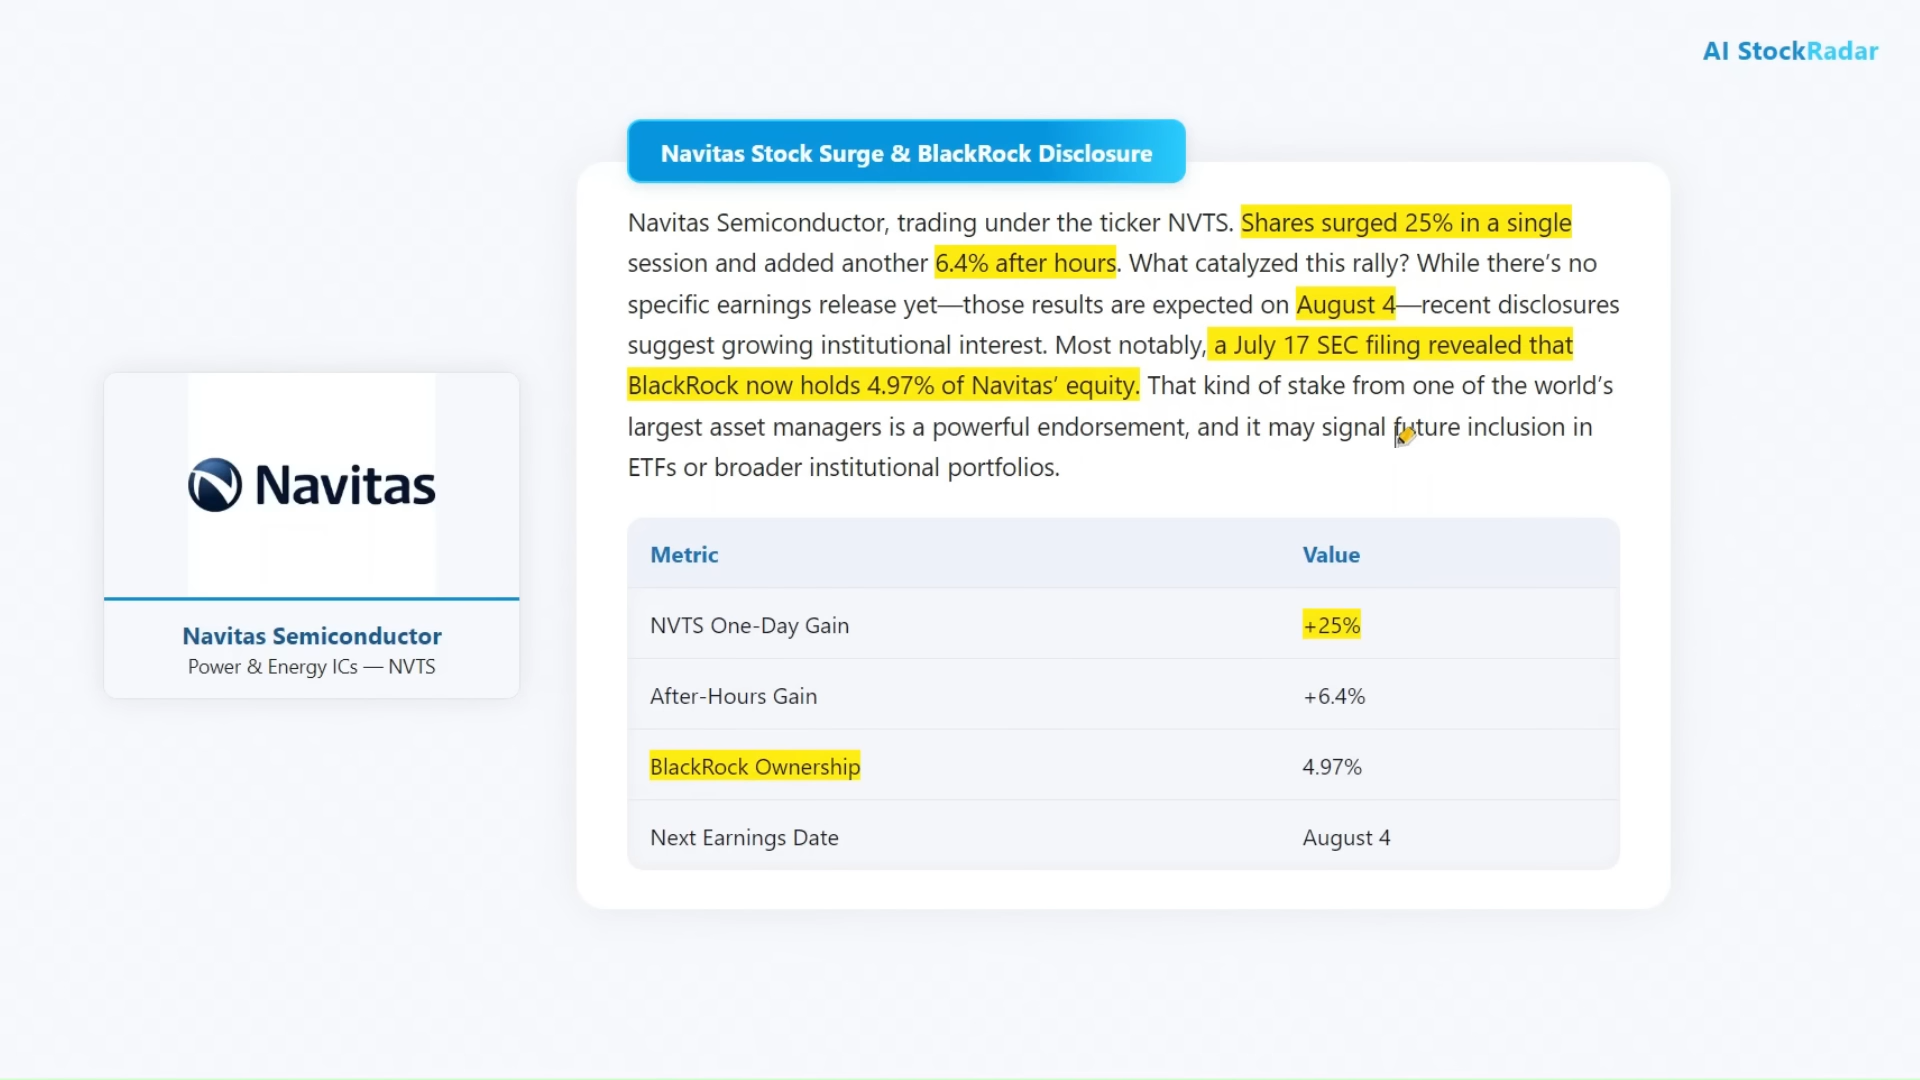 AI StockRadar
Navitas Stock Surge & BlackRock Disclosure
Navitas Semiconductor, trading under the ticker NVTS. Shares surged 25% in a single
session and added another 6.4% after hours. What catalyzed this rally? While there’s no
specific earnings release yet—those results are expected on August 4—recent disclosures
suggest growing institutional interest. Most notably, a July 17 SEC filing revealed that
BlackRock now holds 4.97% of Navitas’ equity. That kind of stake from one of the world’s
largest asset managers is a powerful endorsement, and it may signal future inclusion in
ETFs or broader institutional portfolios.
Navitas
Navitas Semiconductor
Power & Energy ICs — NVTS
Metric Value
NVTS One-Day Gain +25%
After-Hours Gain +6.4%
BlackRock Ownership 4.97%
Next Earnings Date August 4